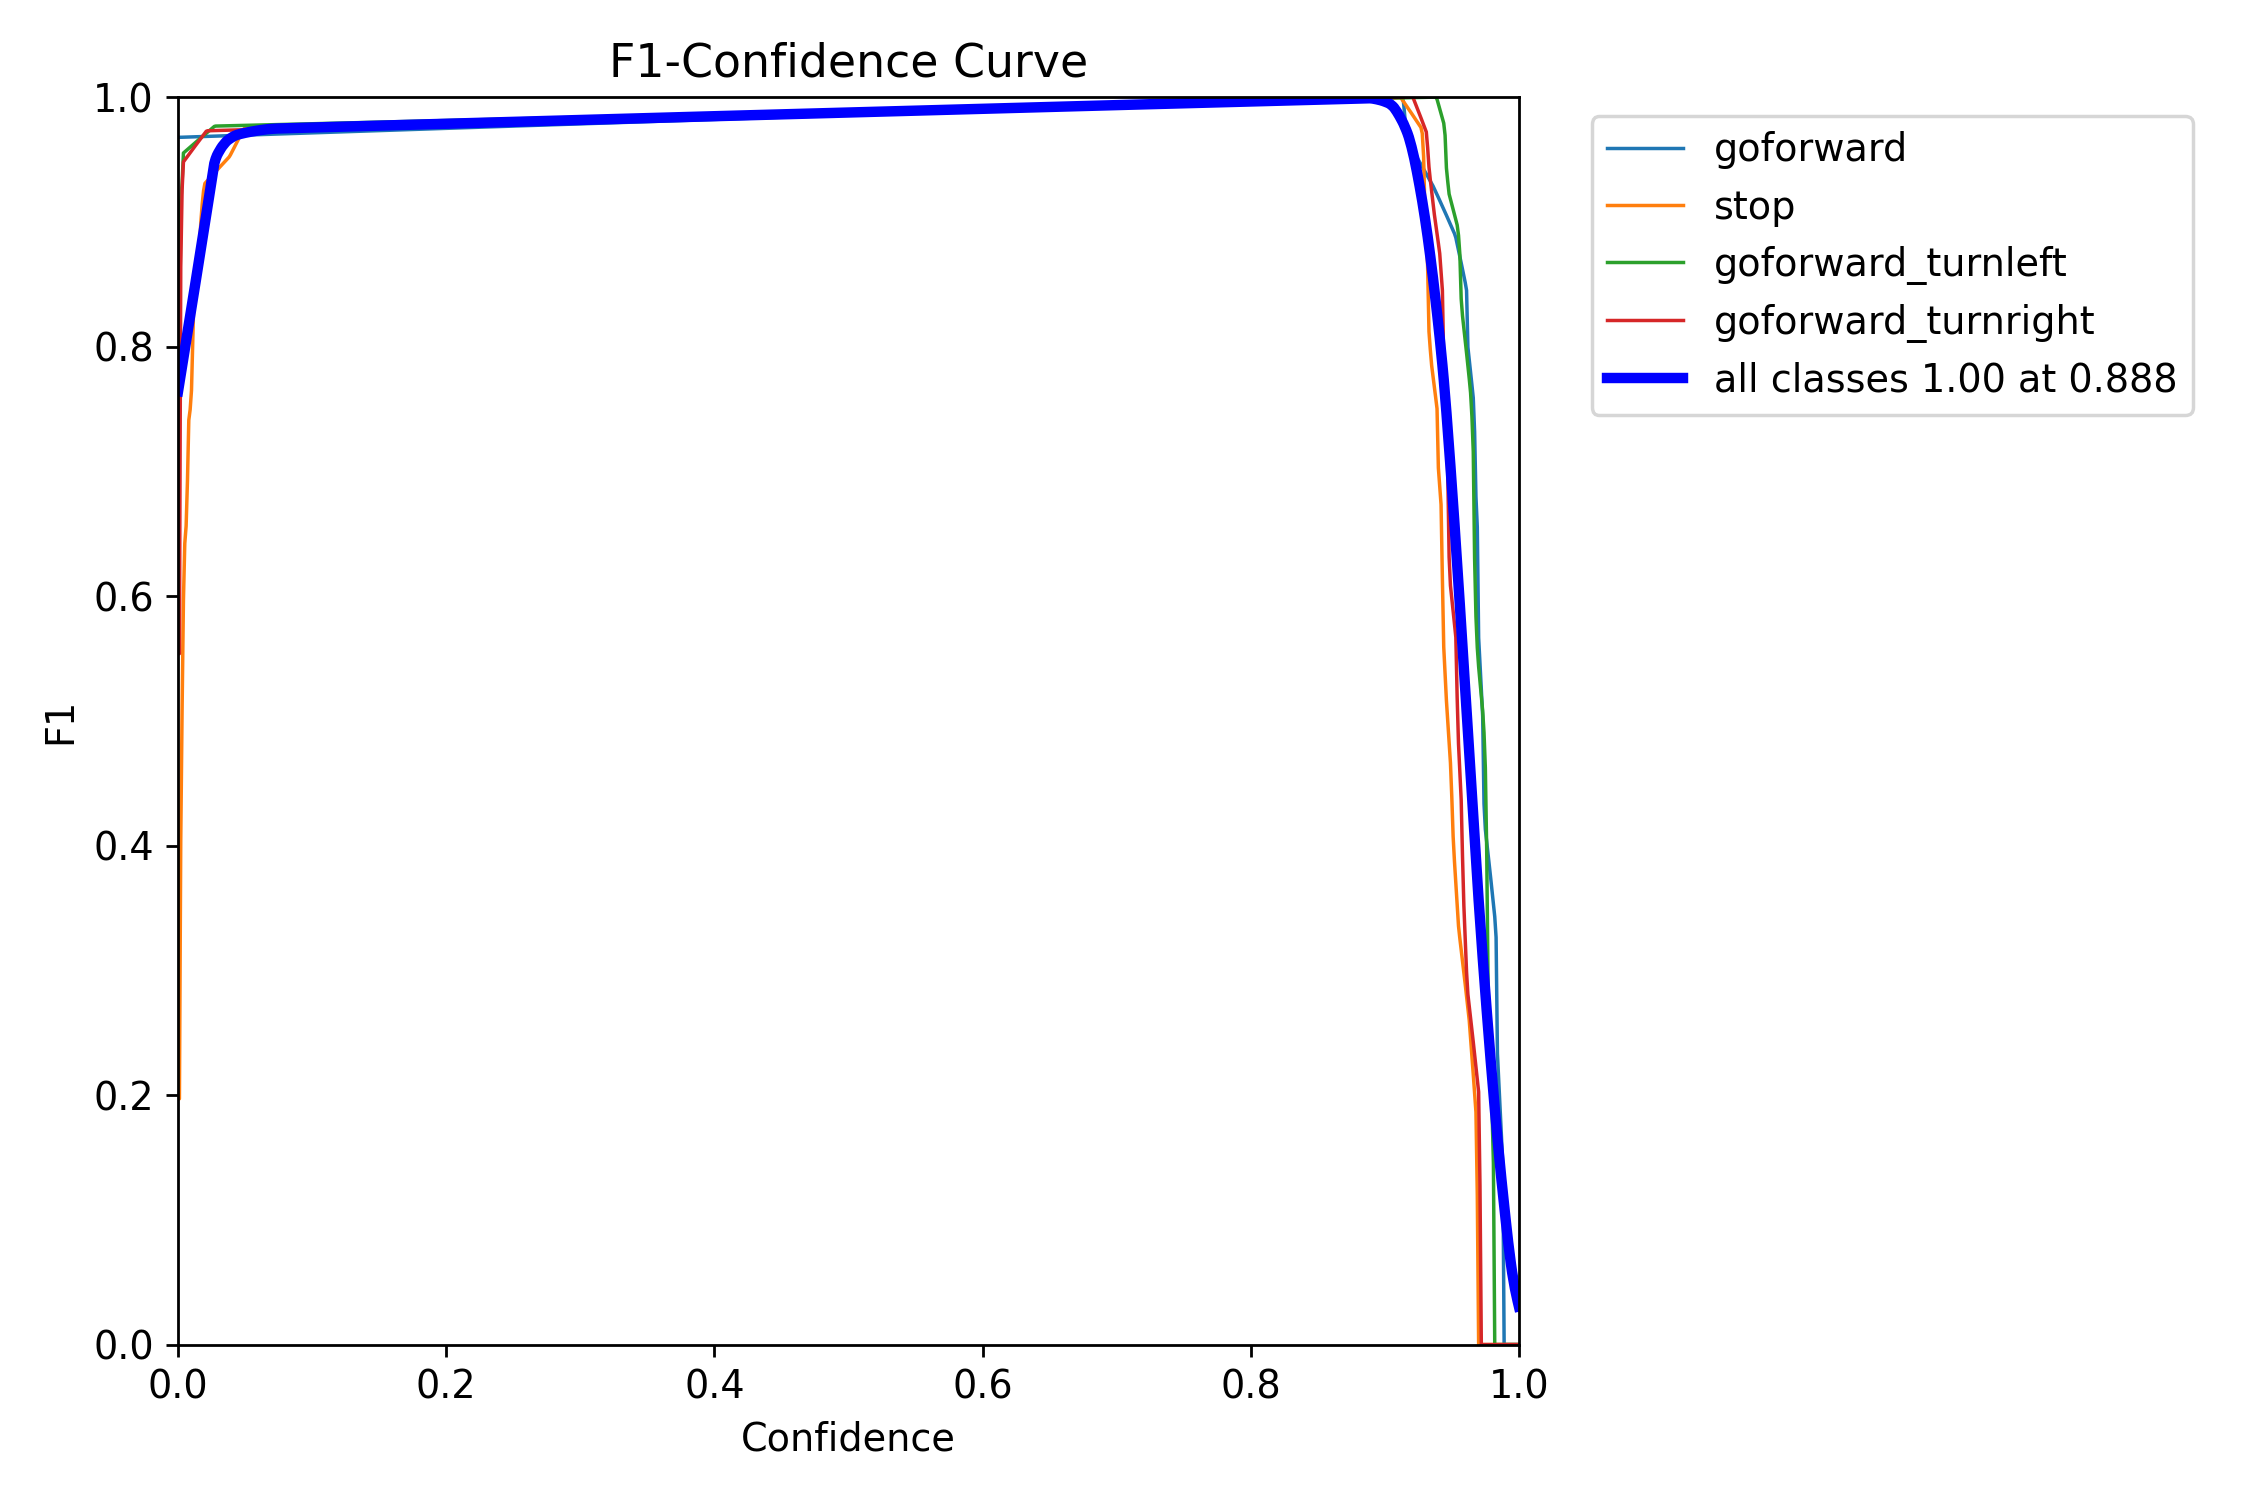 F1-Confidence Curve
1.0
0.8
0.6
0.4
0.2
0.0
F1
0.0 0.2 0.4 0.6 0.8 1.0
Confidence
goforward
stop
goforward_turnleft
goforward_turnright
all classes 1.00 at 0.888